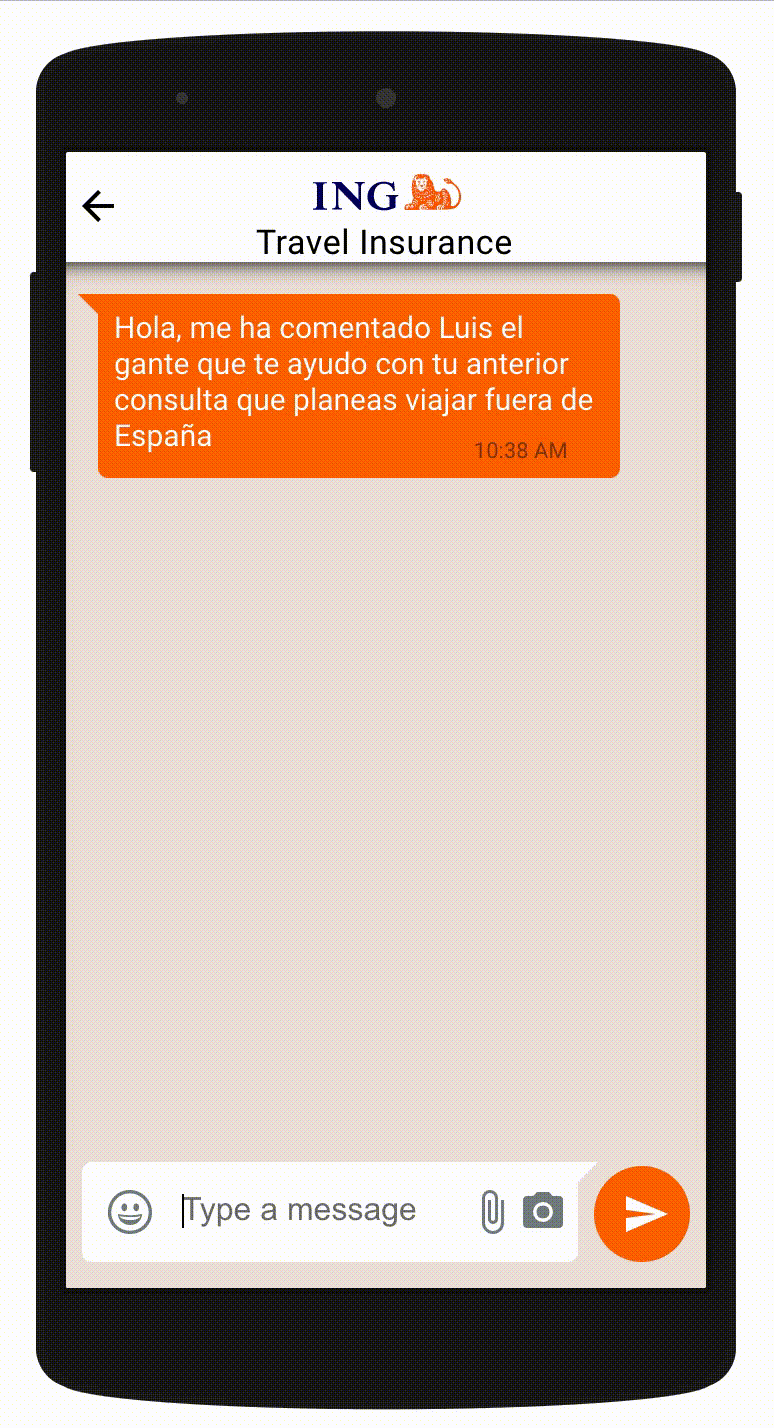 ING
Travel Insurance
Hola, me ha comentado Luis el
gante que te ayudo con tu anterior
consulta que planeas viajar fuera de
España
10:38 AM
Type a message